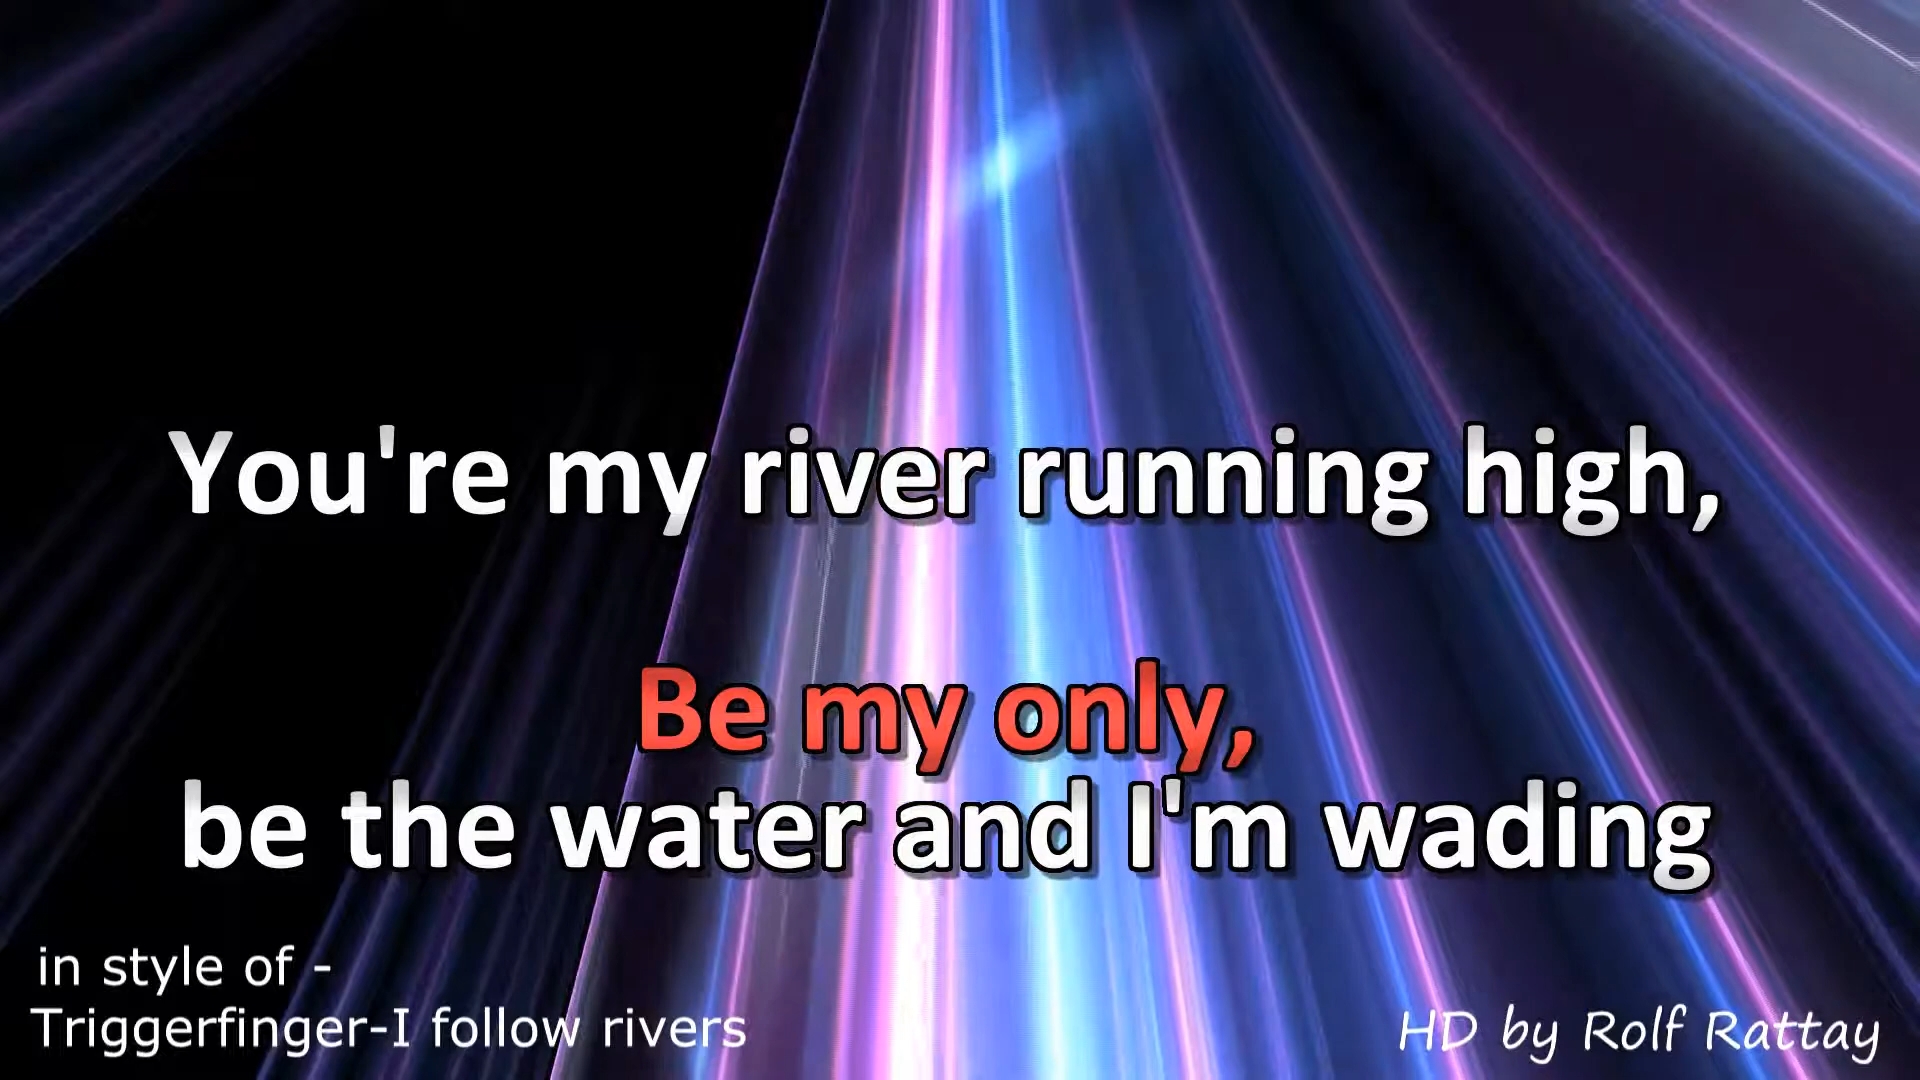 You're my river running high,
Be my only,
be the water and I'm wading
in style of -
Triggerfinger-I follow rivers
HD by Rolf Rattay